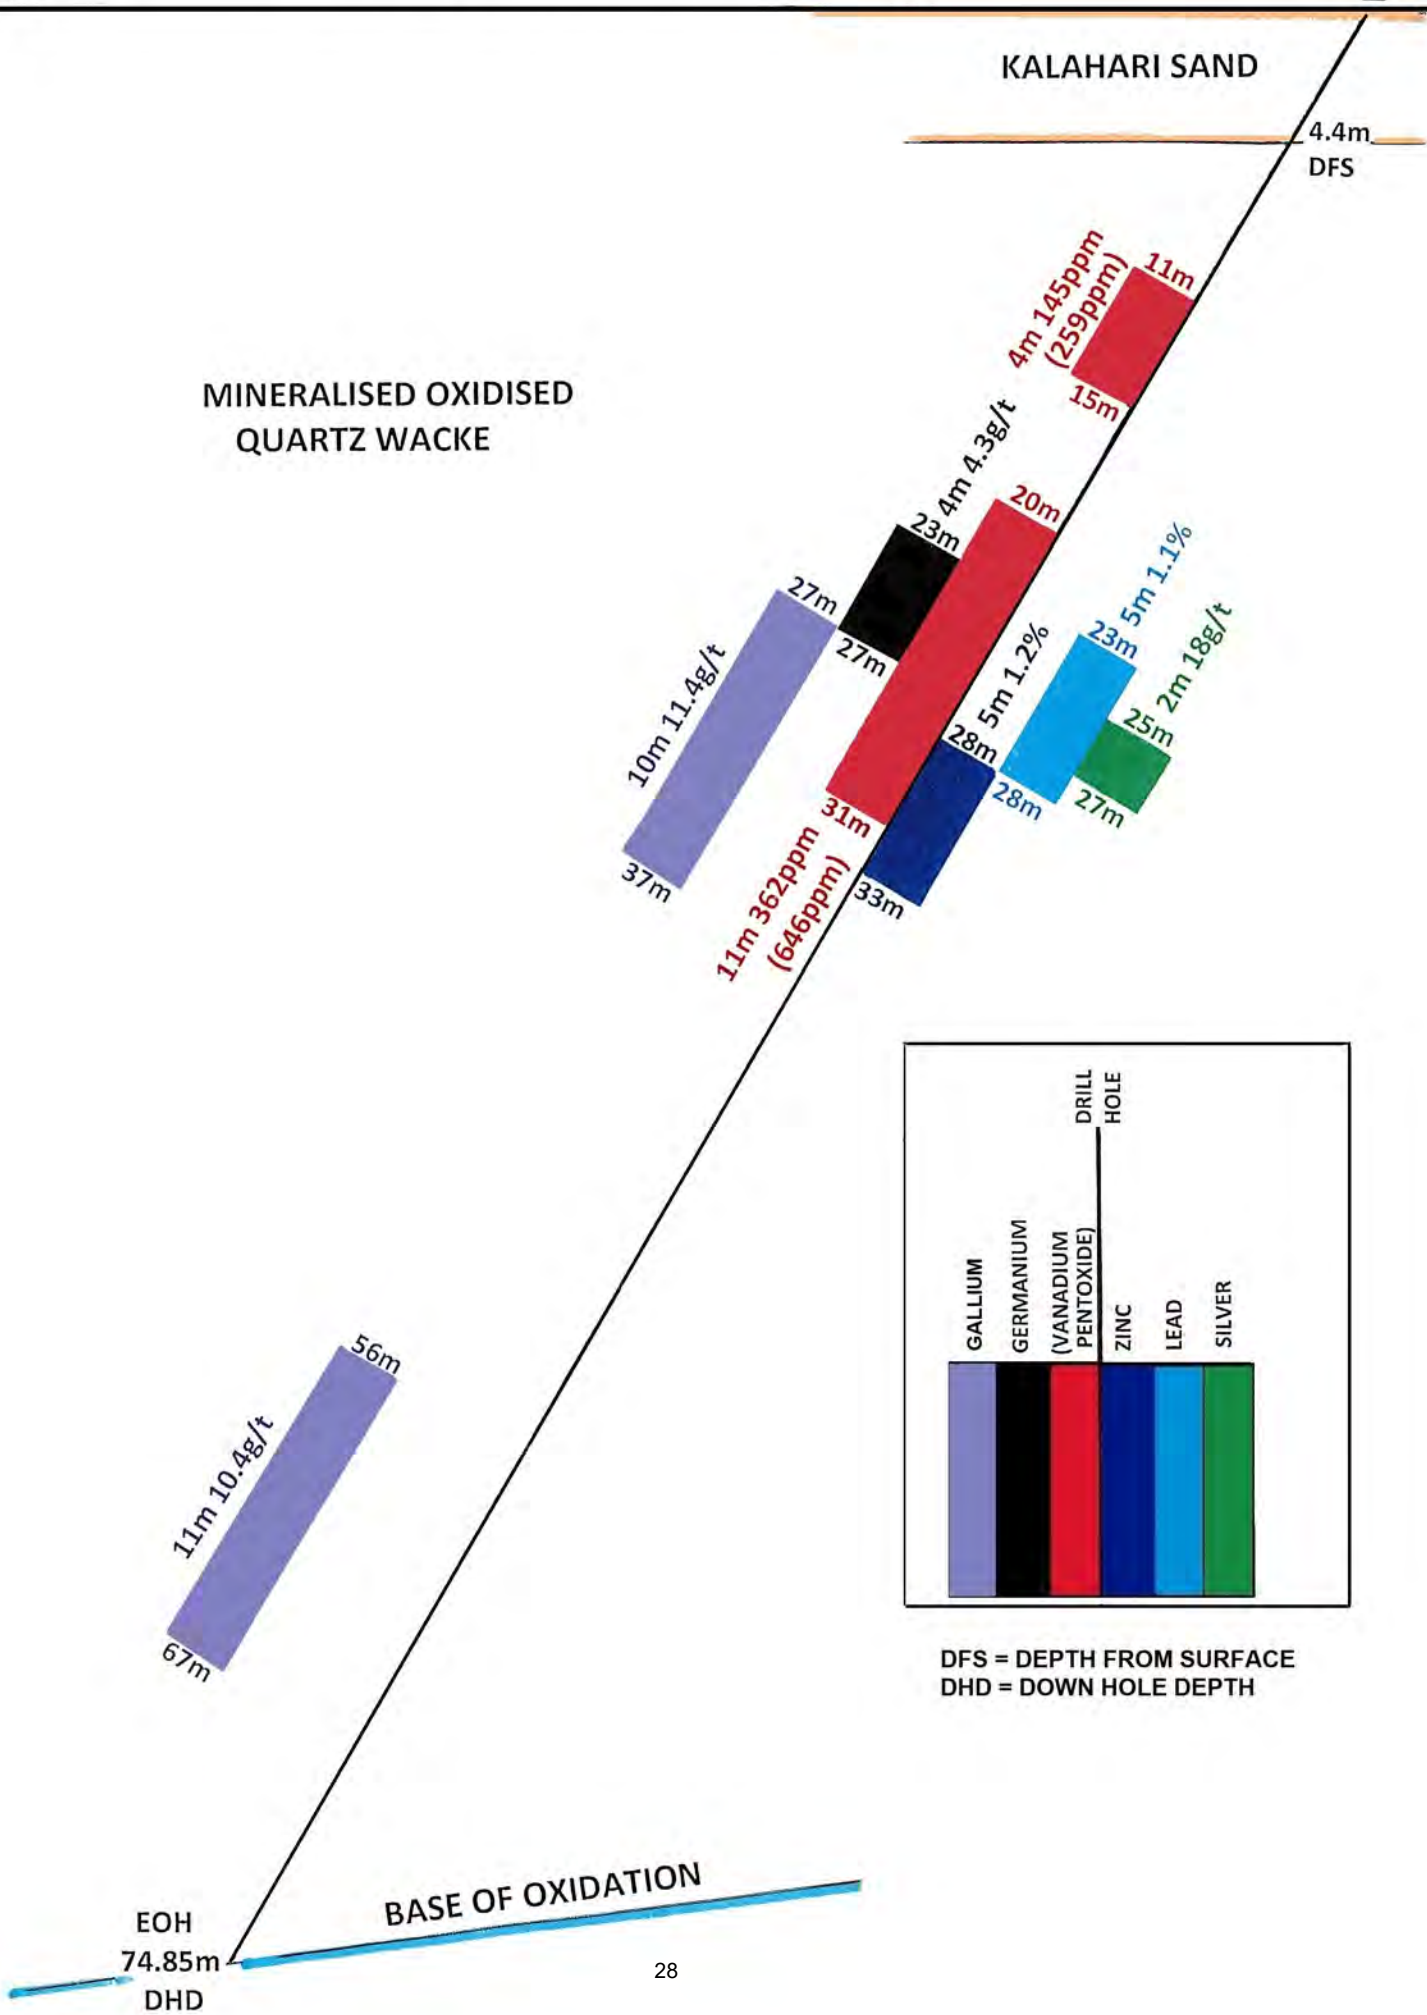 KALAHARI SAND
4.4m
DFS
4m 145ppm
(259ppm)
11m
15m
MINERALISED OXIDISED
QUARTZ WACKE
4m 4.3g/t
23m
27m
20m
27m
10m 11.4g/t
37m
5m 1.1%
23m
28m
2m 18g/t
25m
27m
5m 1.2%
28m
33m
31m
11m 362ppm
(646ppm)
DRILL
HOLE
GALLIUM
GERMANIUM
(VANADIUM
PENTOXIDE)
ZINC
LEAD
SILVER
56m
11m 10.4g/t
67m
DFS = DEPTH FROM SURFACE
DHD = DOWN HOLE DEPTH
BASE OF OXIDATION
EOH
74.85m
DHD
28